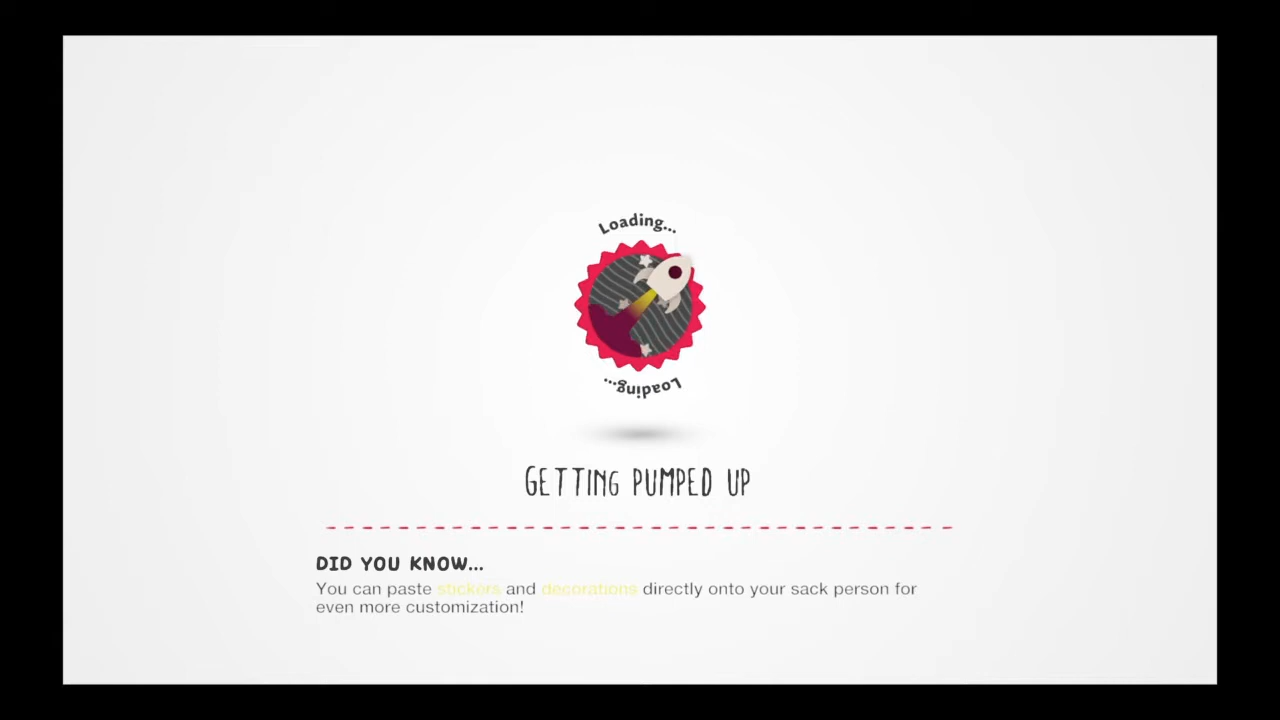 Loading...
Loading...
GETTING PUMPED UP
DID YOU KNOW...
You can paste stickers and decorations directly onto your sack person for
even more customization!